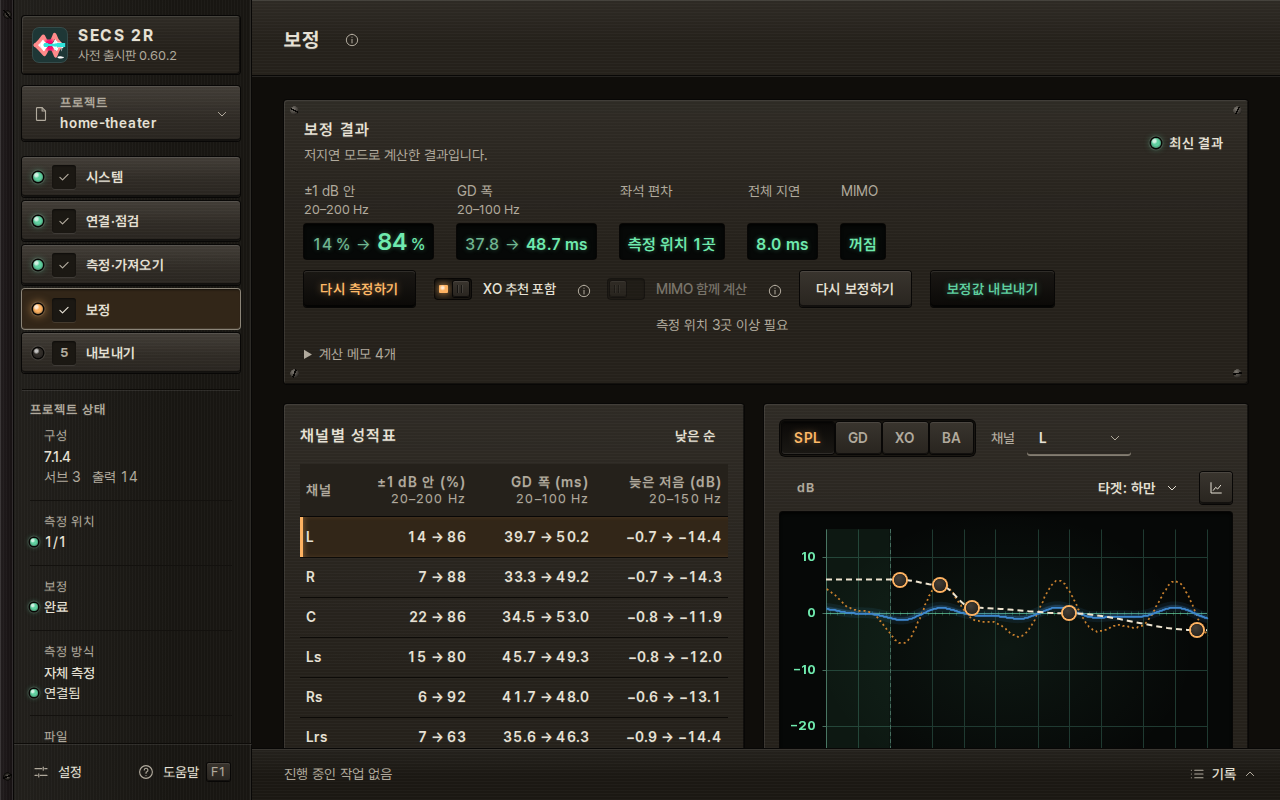 SECS 2R
사전 출시판 0.60.2
프로젝트
home-theater
시스템
연결·점검
측정·가져오기
보정
5 내보내기
프로젝트 상태
구성
7.1.4
서브 3 출력 14
측정 위치
1/1
보정
완료
측정 방식
자체 측정
연결됨
파일
설정
도움말 F1
보정
보정 결과
저지연 모드로 계산한 결과입니다.
최신 결과
±1 dB 안 GD 폭 좌석 편차 전체 지연 MIMO
20–200 Hz 20–100 Hz
14 % → 84 % 37.8 → 48.7 ms 측정 위치 1곳 8.0 ms 꺼짐
다시 측정하기 XO 추천 포함 MIMO 함께 계산 다시 보정하기 보정값 내보내기
측정 위치 3곳 이상 필요
▶ 계산 메모 4개
채널별 성적표 낮은 순
채널 ±1 dB 안 (%) GD 폭 (ms) 늦은 저음 (dB)
20–200 Hz 20–100 Hz 20–150 Hz
L 14 → 86 39.7 → 50.2 −0.7 → −14.4
R 7 → 88 33.3 → 49.2 −0.7 → −14.3
C 22 → 86 34.5 → 53.0 −0.8 → −11.9
Ls 15 → 80 45.7 → 49.3 −0.8 → −12.0
Rs 6 → 92 41.7 → 48.0 −0.6 → −13.1
Lrs 7 → 63 35.6 → 46.3 −0.9 → −14.4
SPL GD XO BA 채널 L
dB 타겟: 하만
10
0
−10
−20
진행 중인 작업 없음
기록